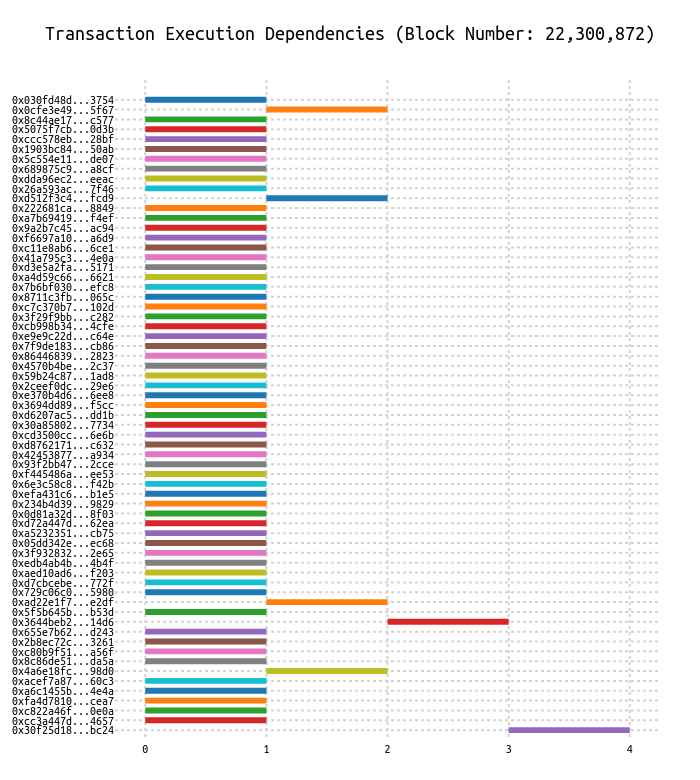 Transaction Execution Dependencies (Block Number: 22,300,872)
0x030fd48d...3754
0x0cfe3e49...5f67
0x8c44ae17...c577
0x5075f7cb...0d3b
0xccc578eb...28bf
0x1903bc84...50ab
0x5c554e11...de07
0x689875c9...a8cf
0xdda96ec2...eeac
0x26a593ac...7f46
0xd512f3c4...fcd9
0x222681ca...8849
0xa7b69419...f4ef
0x9a2b7c45...ac94
0xf6697a10...a6d9
0xc11e8ab6...6ce1
0x41a795c3...4e0a
0xd3e5a2fa...5171
0xa4d59c66...6621
0x7b6bf030...efc8
0x8711c3fb...065c
0xc7c370b7...102d
0x3f29f9bb...c282
0xcb998b34...4cfe
0xe9e9c22d...c64e
0x7f9de183...cb86
0x86446839...2823
0x4570b4be...2c37
0x59b24c87...1ad8
0x2ceef0dc...29e6
0xe370b4d6...6ee8
0x3694dd89...f5cc
0xd6207ac5...dd1b
0x30a85802...7734
0xcd3500cc...6e6b
0xd8762171...c632
0x42453877...a934
0x93f2bb47...2cce
0xf445486a...ee53
0x6e3c58c8...f42b
0xefa431c6...b1e5
0x234b4d39...9829
0x0d81a32d...8f03
0xd72a447d...62ea
0xa5232351...cb75
0x05dd342e...ec68
0x3f932832...2e65
0xedb4ab4b...4b4f
0xaed10ad6...f203
0xd7cbcebe...772f
0x729c06c0...5980
0xad22e1f7...e2df
0x5f5b645b...b53d
0x3644beb2...14d6
0x655e7b62...d243
0x2b8ec72c...3261
0xc80b9f51...a56f
0x8c86de51...da5a
0x4a6e18fc...98d0
0xacef7a87...60c3
0xa6c1455b...4e4a
0xfa4d7810...cea7
0xc822a46f...0e0a
0xcc3a447d...4657
0x30f25d18...bc24
0 1 2 3 4